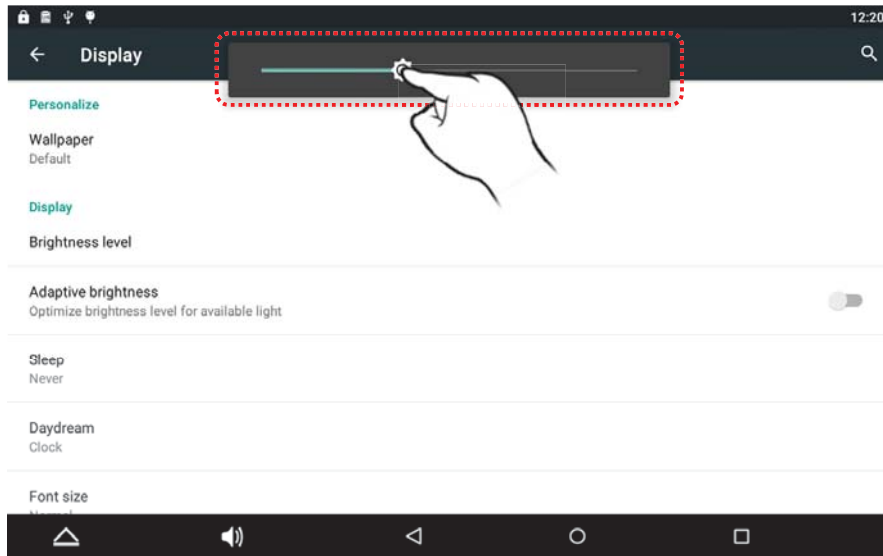 12:20
Display
Personalize
Wallpaper
Default
Display
Brightness level
Adaptive brightness
Optimize brightness level for available light
Sleep
Never
Daydream
Clock
Font size